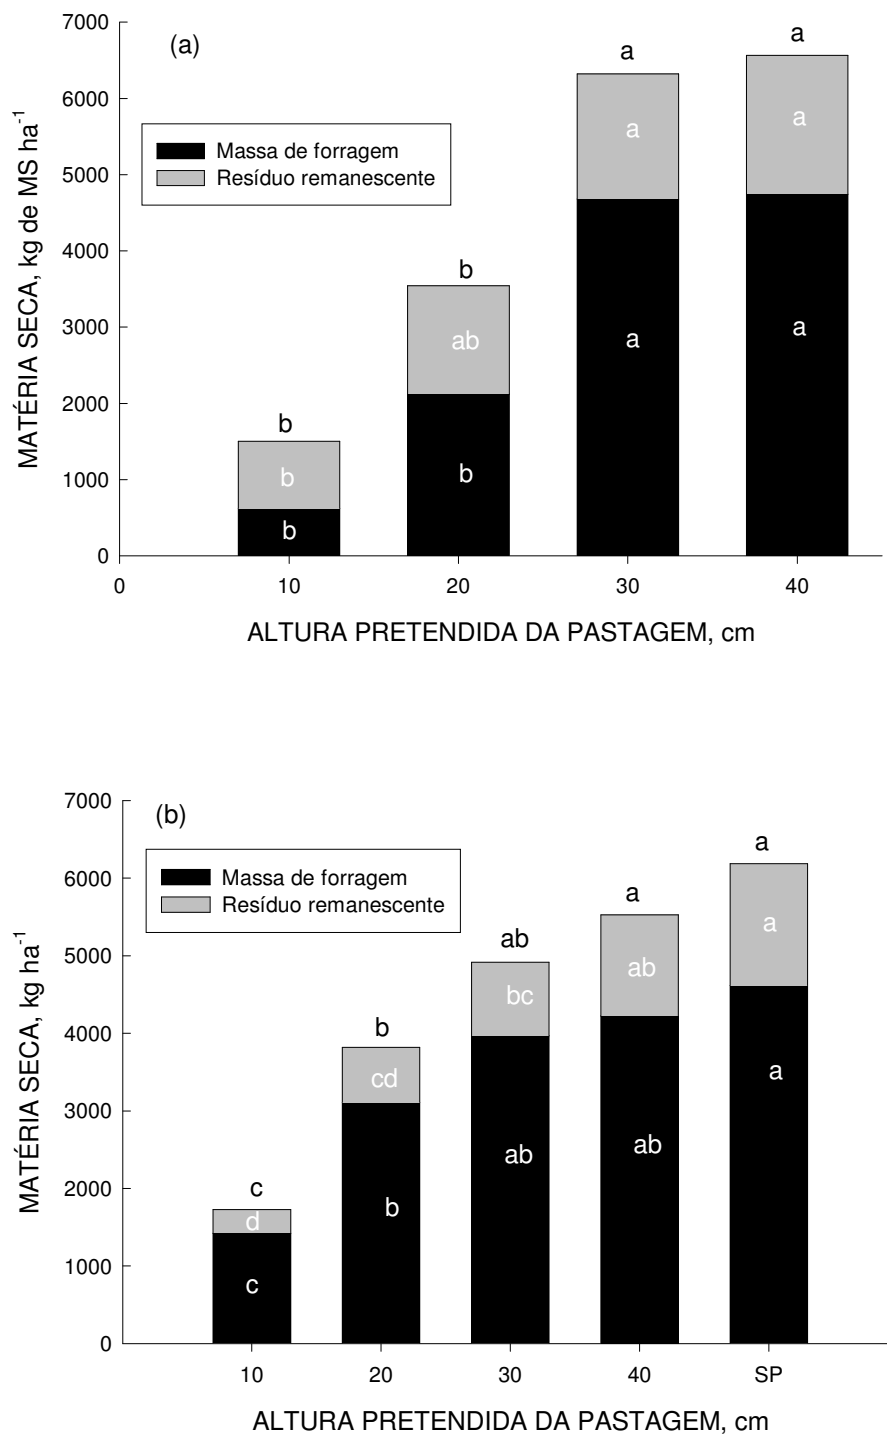 7000
(a)
a
a
6000
a
a
MATÉRIA SECA, kg de MS ha-1
Massa de forragem
Resíduo remanescente
5000
4000
b
3000
ab
a
a
2000
b
b
1000
b
b
0
0
10
20
30
40
ALTURA PRETENDIDA DA PASTAGEM, cm
7000
(b)
a
6000
Massa de forragem
Resíduo remanescente
a
ab
a
5000
bc
ab
MATÉRIA SECA, kg ha-1
4000
b
cd
a
3000
ab
ab
2000
c
b
d
1000
c
0
10
20
30
40
SP
ALTURA PRETENDIDA DA PASTAGEM, cm